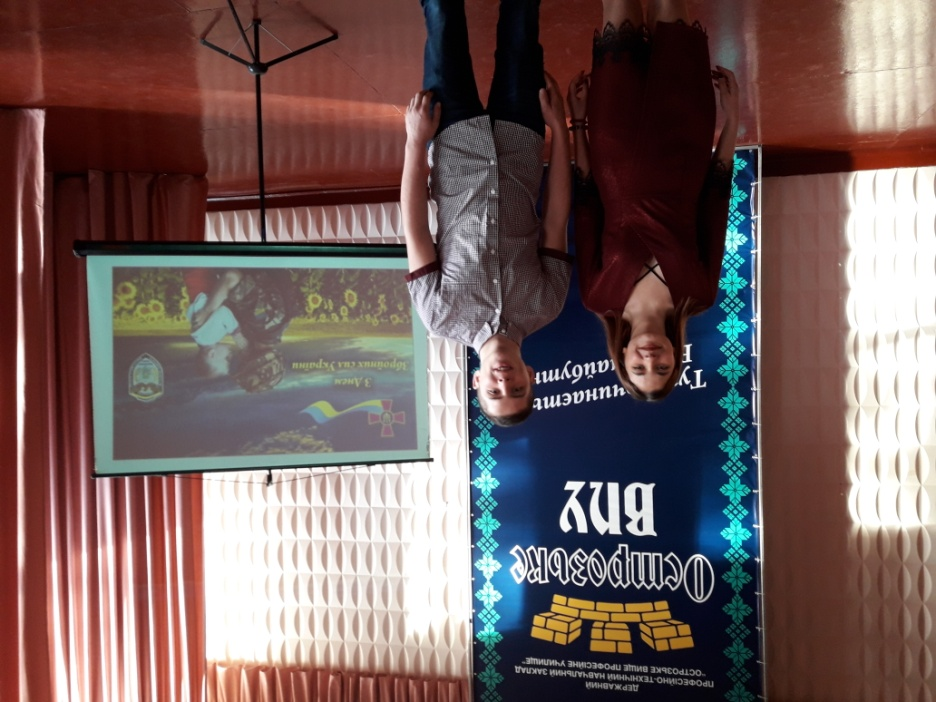 ДЕРЖАВНИЙ
ПРОФЕСІЙНО-ТЕХНІЧНИЙ НАВЧАЛЬНИЙ ЗАКЛАД
"ОСТРОЗЬКЕ ВИЩЕ ПРОФЕСІЙНЕ УЧИЛИЩЕ"
Острозьке
ВПУ
З Днем
Збройних сил України